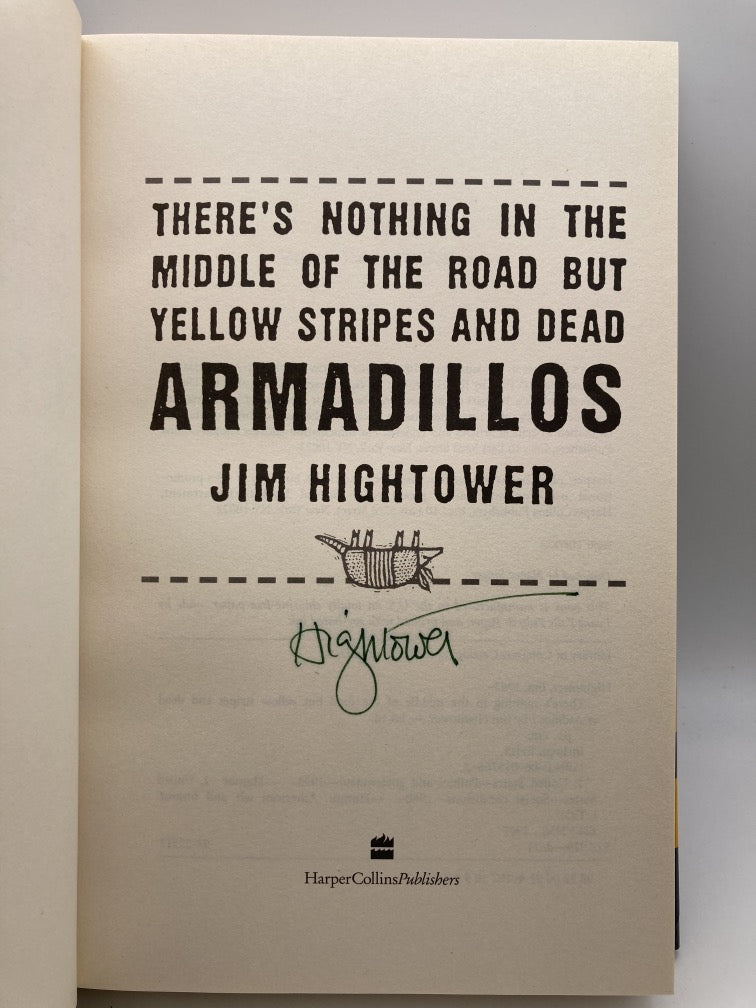 THERE'S NOTHING IN THE
MIDDLE OF THE ROAD BUT
YELLOW STRIPES AND DEAD
ARMADILLOS
JIM HIGHTOWER
Hightower
HarperCollinsPublishers